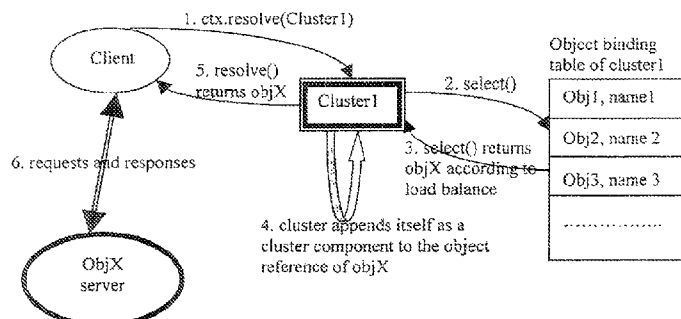 1. ctx.resolve(Cluster1)
Client
5. resolve()
returns objX
Cluster1
2. select()
Object binding
table of cluster1
Obj1, name1
Obj2, name 2
Obj3, name 3
..................
3. select() returns
objX according to
load balance
6. requests and responses
4. cluster appends itself as a
cluster component to the object
reference of objX
ObjX
server